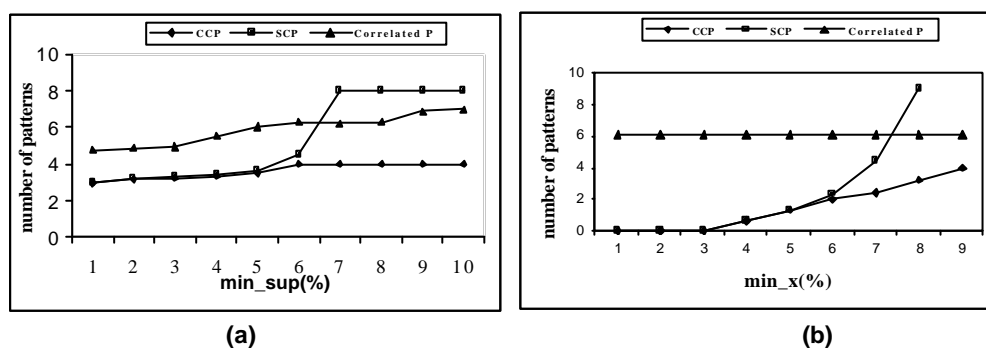 CCP SCP Correlated P
number of patterns
10
8
6
4
2
0
1 2 3 4 5 6 7 8 9 10
min_sup(%)
(a)
CCP SCP Correlated P
number of patterns
10
8
6
4
2
0
1 2 3 4 5 6 7 8 9
min_x(%)
(b)